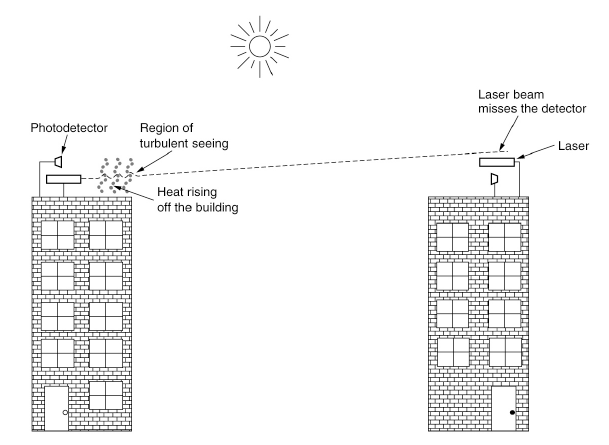 Laser beam
misses the detector
Photodetector
Region of
turbulent seeing
Laser
Heat rising
off the building